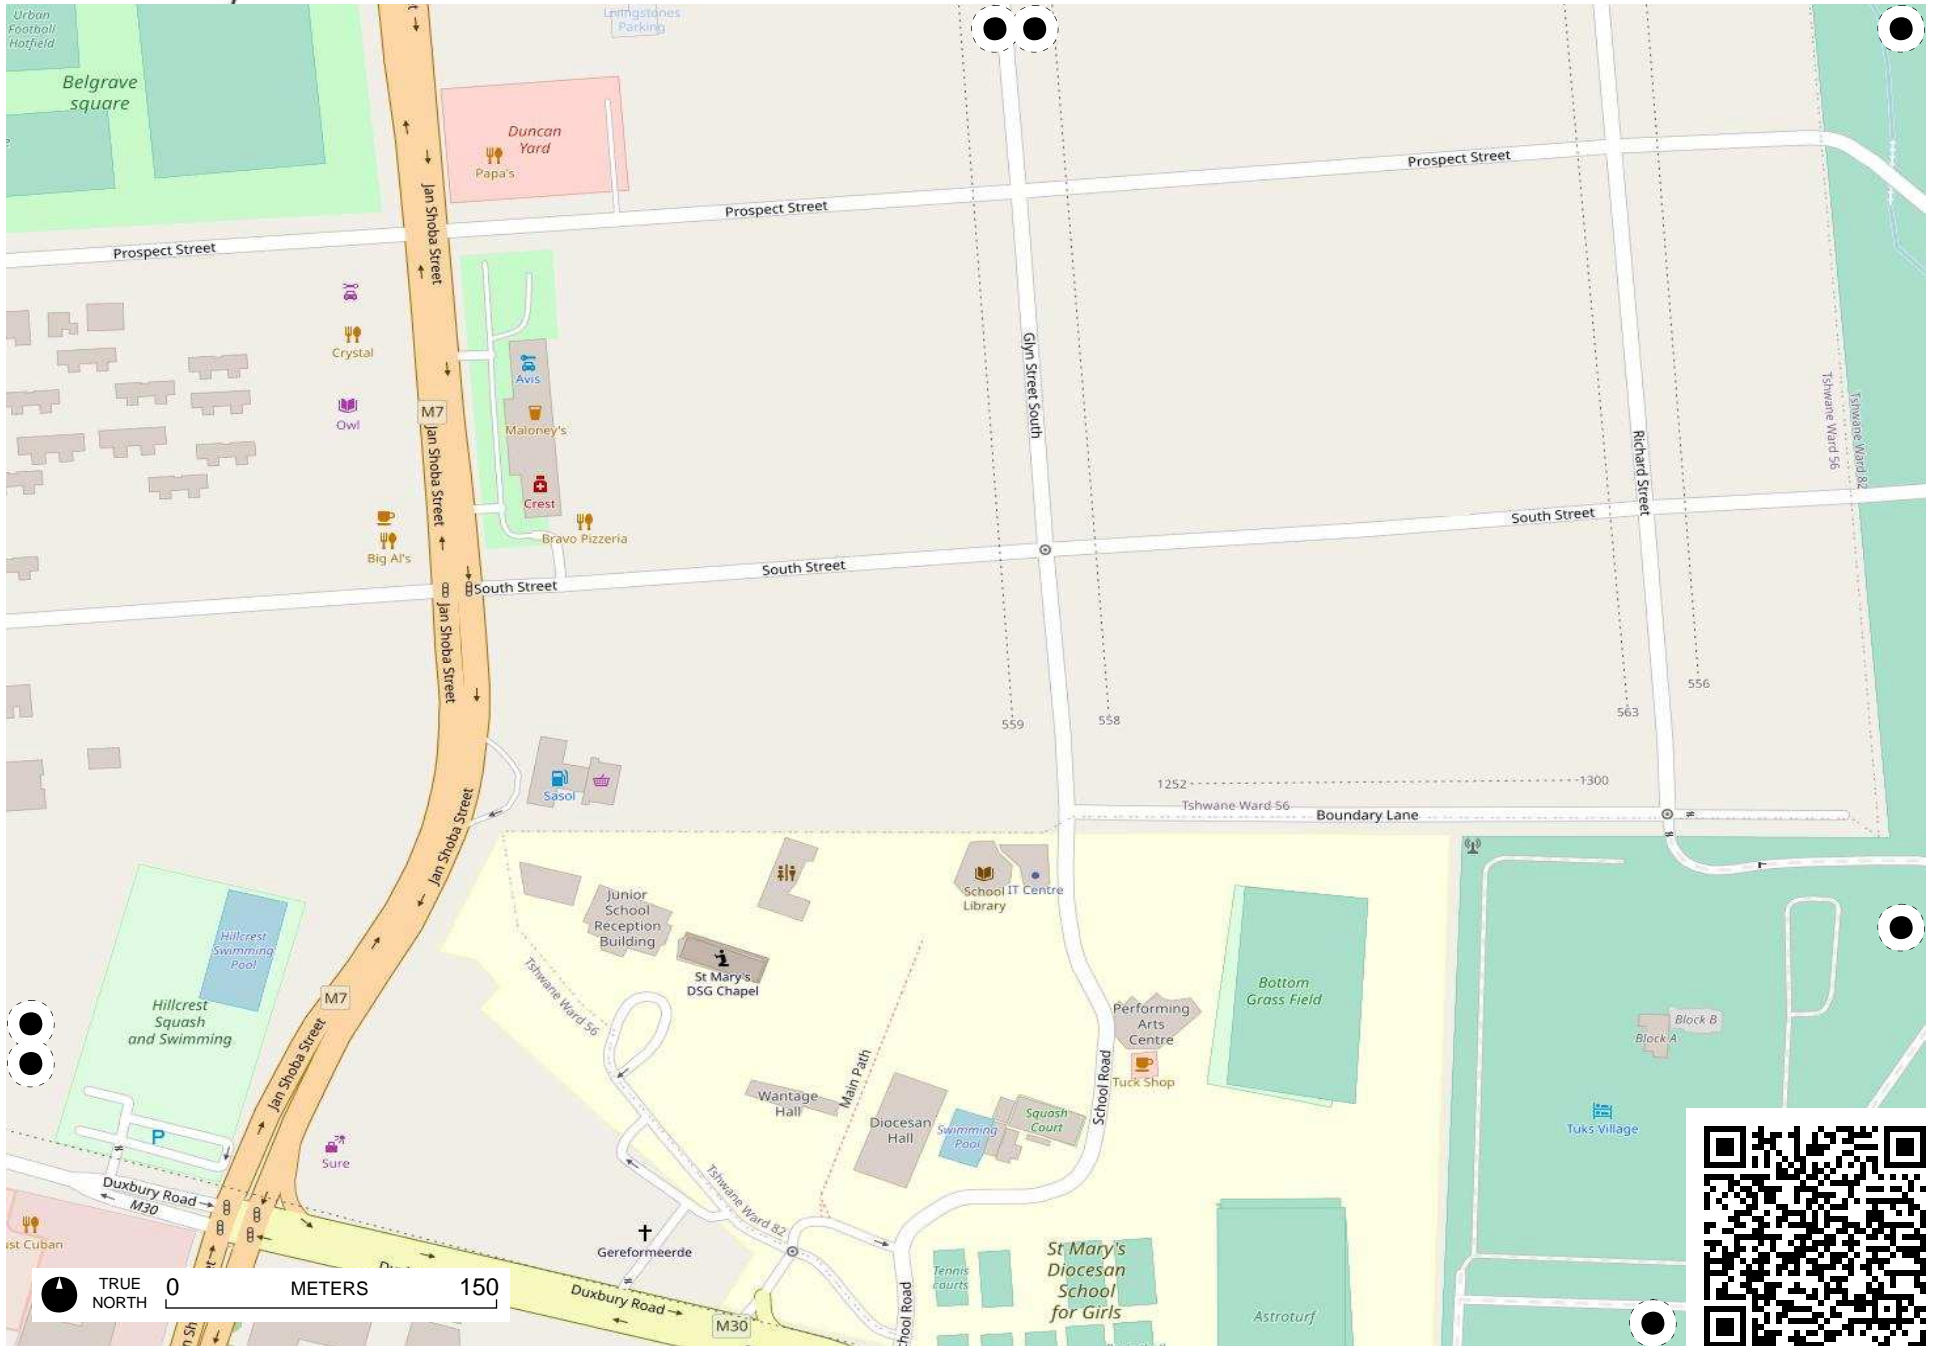 Urban
Football
Hatfield
Livingstones
Parking
Belgrave
square
Duncan
Yard
Papa's
Prospect Street
Prospect Street
Prospect Street
Jan Shoba Street
Crystal
Avis
Owl
M7
Maloney's
Jan Shoba Street
Crest
Bravo Pizzeria
Big Al's
Glyn Street South
Richard Street
Tshwane Ward 56
Tshwane Ward 82
South Street
South Street
South Street
Jan Shoba Street
559
558
563
556
1252
1300
Tshwane Ward 56
Boundary Lane
Sasol
Jan Shoba Street
Junior
School
Reception
Building
School
Library
IT Centre
St Mary's
DSG Chapel
Hillcrest
Swimming
Pool
M7
Hillcrest
Squash
and Swimming
Tshwane Ward 56
Bottom
Grass Field
Performing
Arts
Centre
Tuck Shop
Block B
Block A
Jan Shoba Street
Main Path
School Road
Wantage
Hall
Diocesan
Hall
Swimming
Pool
Squash
Court
Tuks Village
P
Sure
Duxbury Road
M30
Tshwane Ward 82
Gereformeerde
Tennis
courts
St Mary's
Diocesan
School
for Girls
Astroturf
Duxbury Road
M30
TRUE
NORTH
0 METERS 150